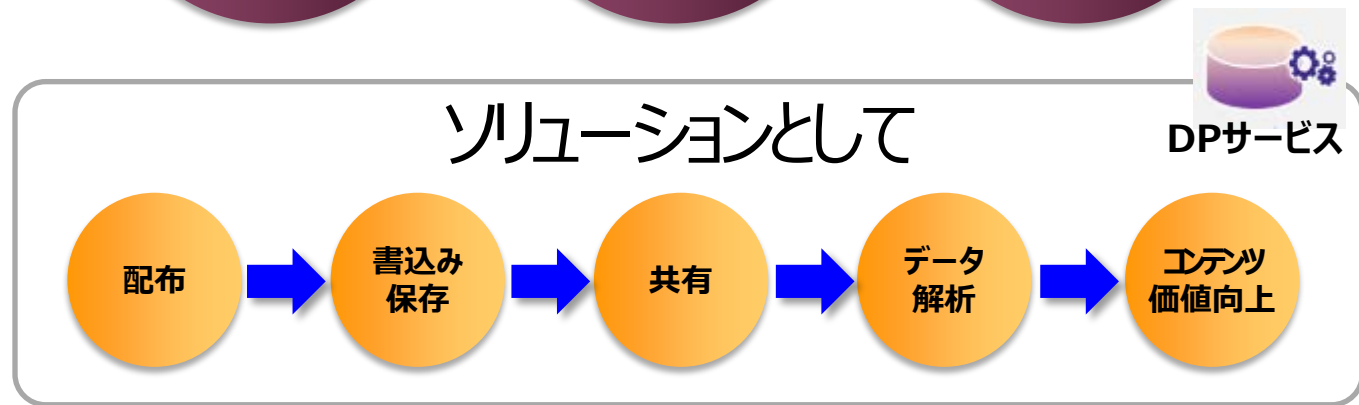 ソリューションとして
DPサービス
配布
書込み
保存
共有
データ
解析
コンテンツ
価値向上